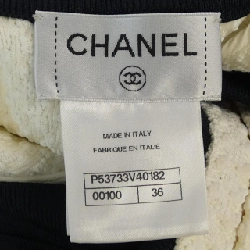 CHANEL
MADE IN ITALY
FABRIQUE EN ITALIE
P53733V40182
00100 36